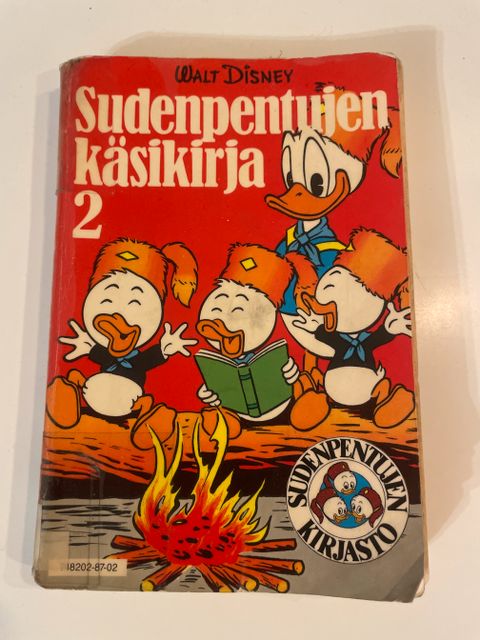 WALT DISNEY
Sudenpentujen
käsikirja
2
SUDENPENTUJEN
KIRJASTO
18202-87-02